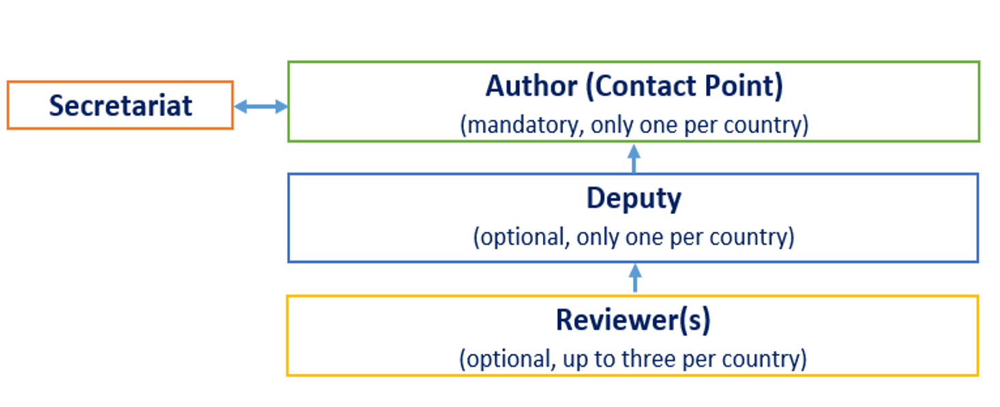 Author (Contact Point)
(mandatory, only one per country)
Secretariat
Deputy
(optional, only one per country)
Reviewer(s)
(optional, up to three per country)